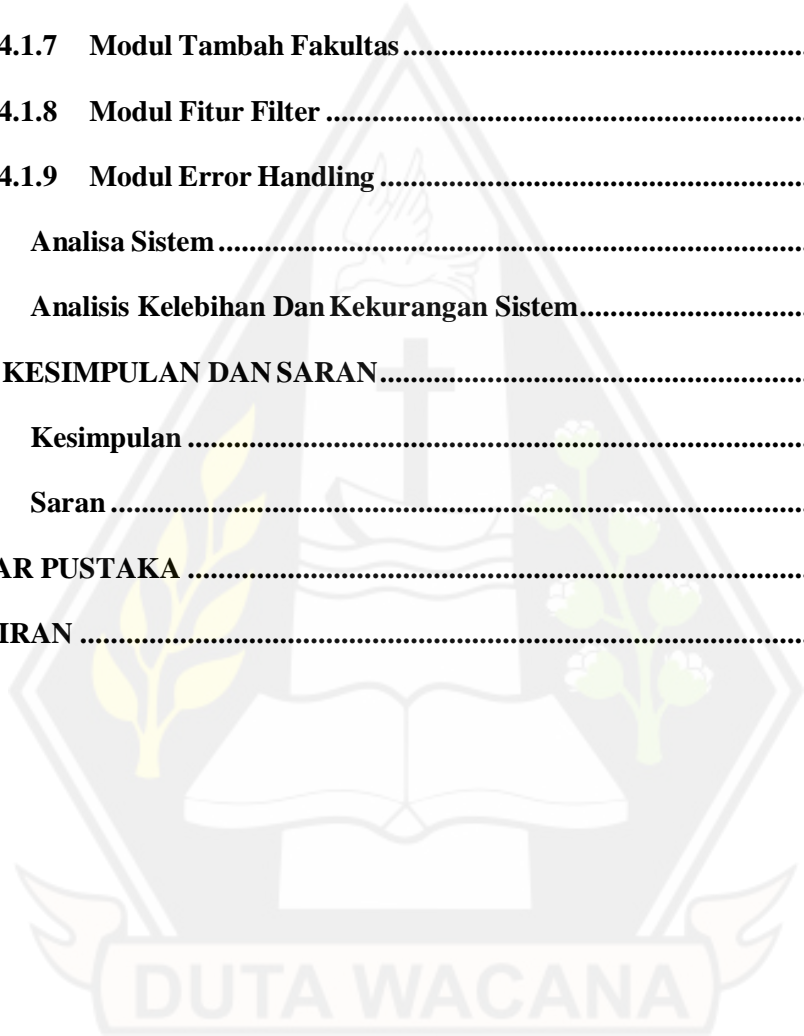 4.1.7 Modul Tambah Fakultas................................................
4.1.8 Modul Fitur Filter................................................
4.1.9 Modul Error Handling................................................
Analisa Sistem................................................
Analisis Kelebihan Dan Kekurangan Sistem................................................
KESIMPULAN DAN SARAN................................................
Kesimpulan................................................
Saran................................................
AR PUSTAKA................................................
IRAN................................................
DUTA WACANA